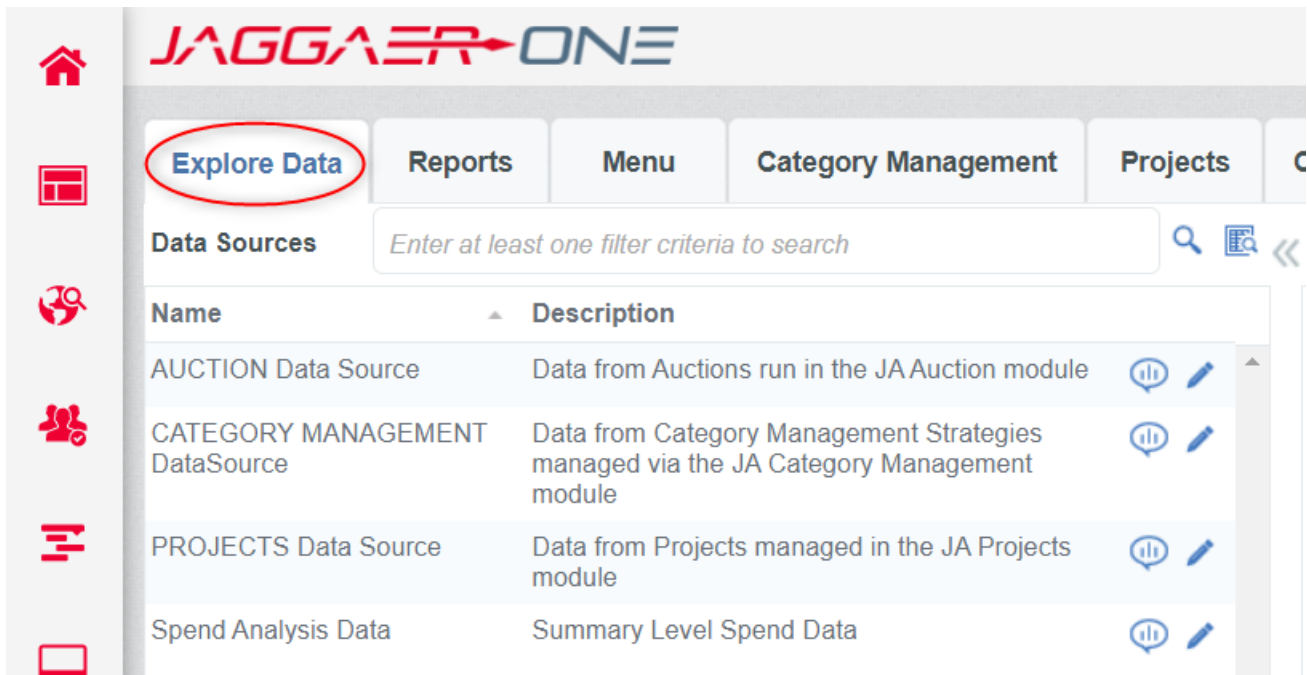 JAGGAER ONE
Explore Data Reports Menu Category Management Projects
Data Sources Enter at least one filter criteria to search
Name Description
AUCTION Data Source Data from Auctions run in the JA Auction module
CATEGORY MANAGEMENT Data from Category Management Strategies
DataSource managed via the JA Category Management
module
PROJECTS Data Source Data from Projects managed in the JA Projects
module
Spend Analysis Data Summary Level Spend Data